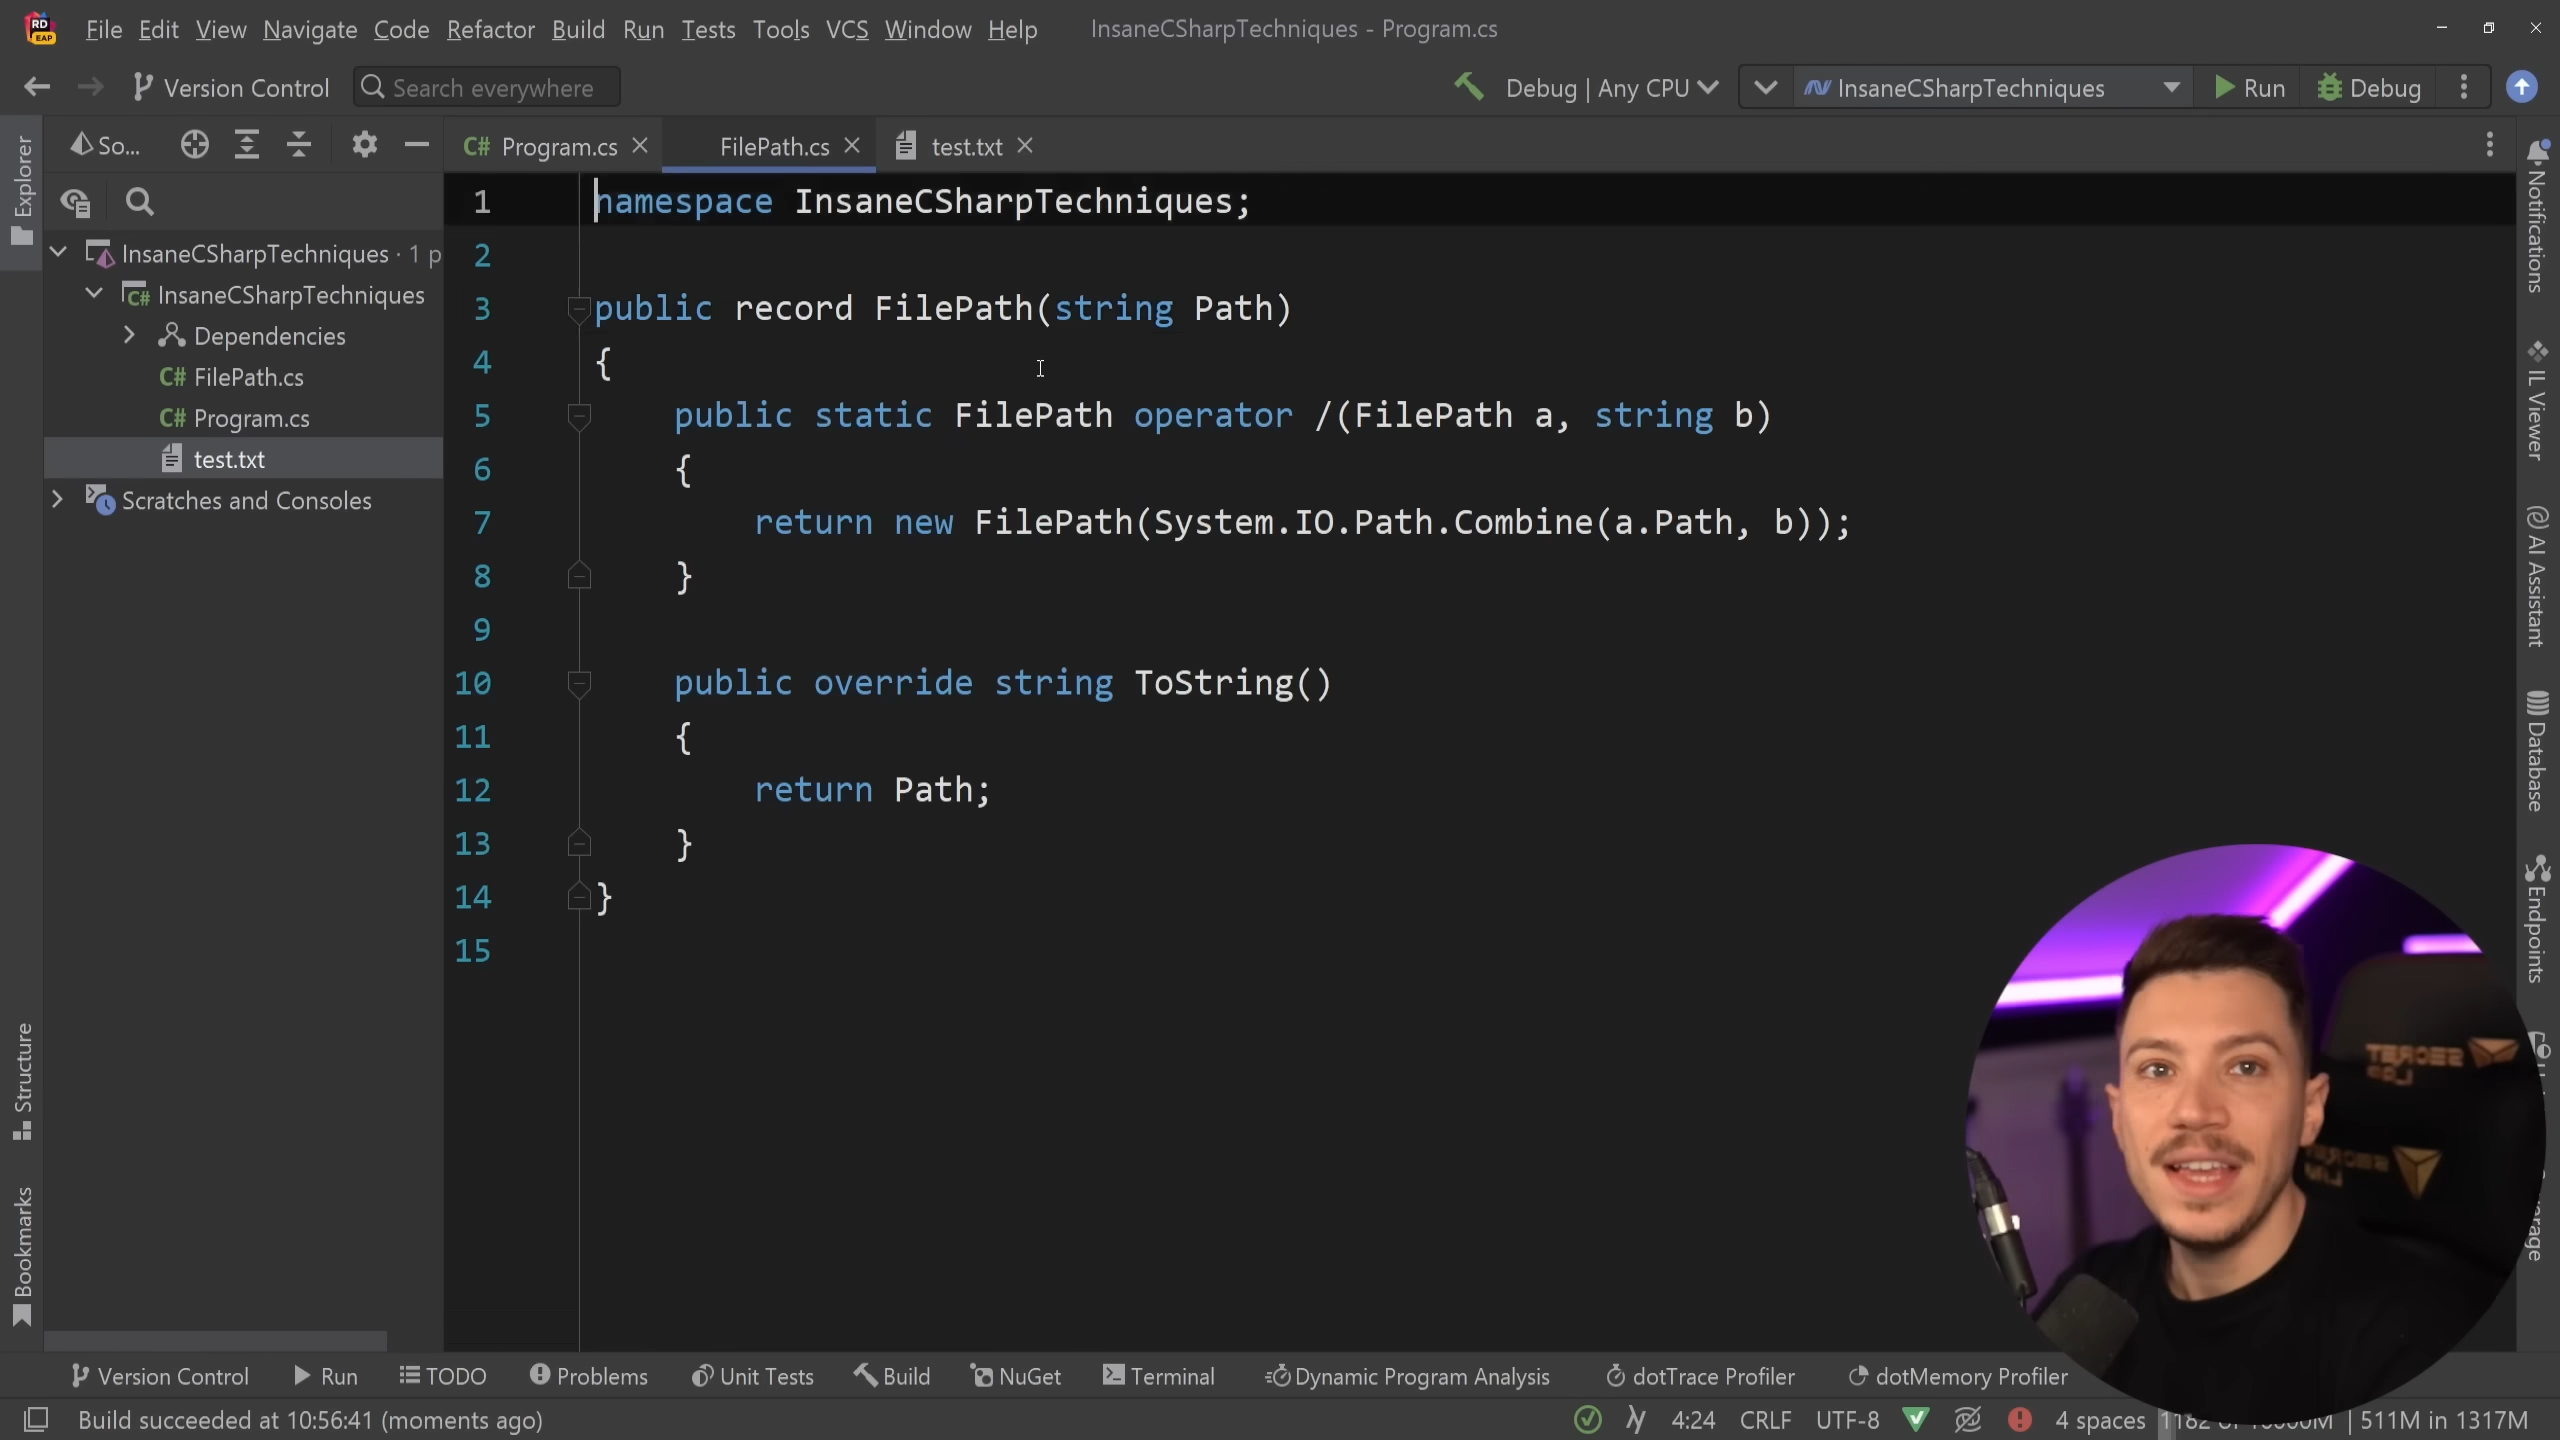 File Edit View Navigate Code Refactor Build Run Tests Tools VCS Window Help InsaneCSharpTechniques - Program.cs
Version Control Search everywhere Debug | Any CPU InsaneCSharpTechniques Run Debug
So... Program.cs FilePath.cs test.txt
Explorer
InsaneCSharpTechniques · 1 p
InsaneCSharpTechniques
Dependencies
C# FilePath.cs
C# Program.cs
test.txt
Scratches and Consoles
Structure
Bookmarks
1 namespace InsaneCSharpTechniques;
2
3 public record FilePath(string Path)
4 {
5 public static FilePath operator /(FilePath a, string b)
6 {
7 return new FilePath(System.IO.Path.Combine(a.Path, b));
8 }
9
10 public override string ToString()
11 {
12 return Path;
13 }
14 }
15
Notifications
IL Viewer
AI Assistant
Database
Endpoints
SECRET
LAB
Version Control Run TODO Problems Unit Tests Build NuGet Terminal Dynamic Program Analysis dotTrace Profiler dotMemory Profiler
Build succeeded at 10:56:41 (moments ago) 4:24 CRLF UTF-8 4 spaces 511M in 1317M